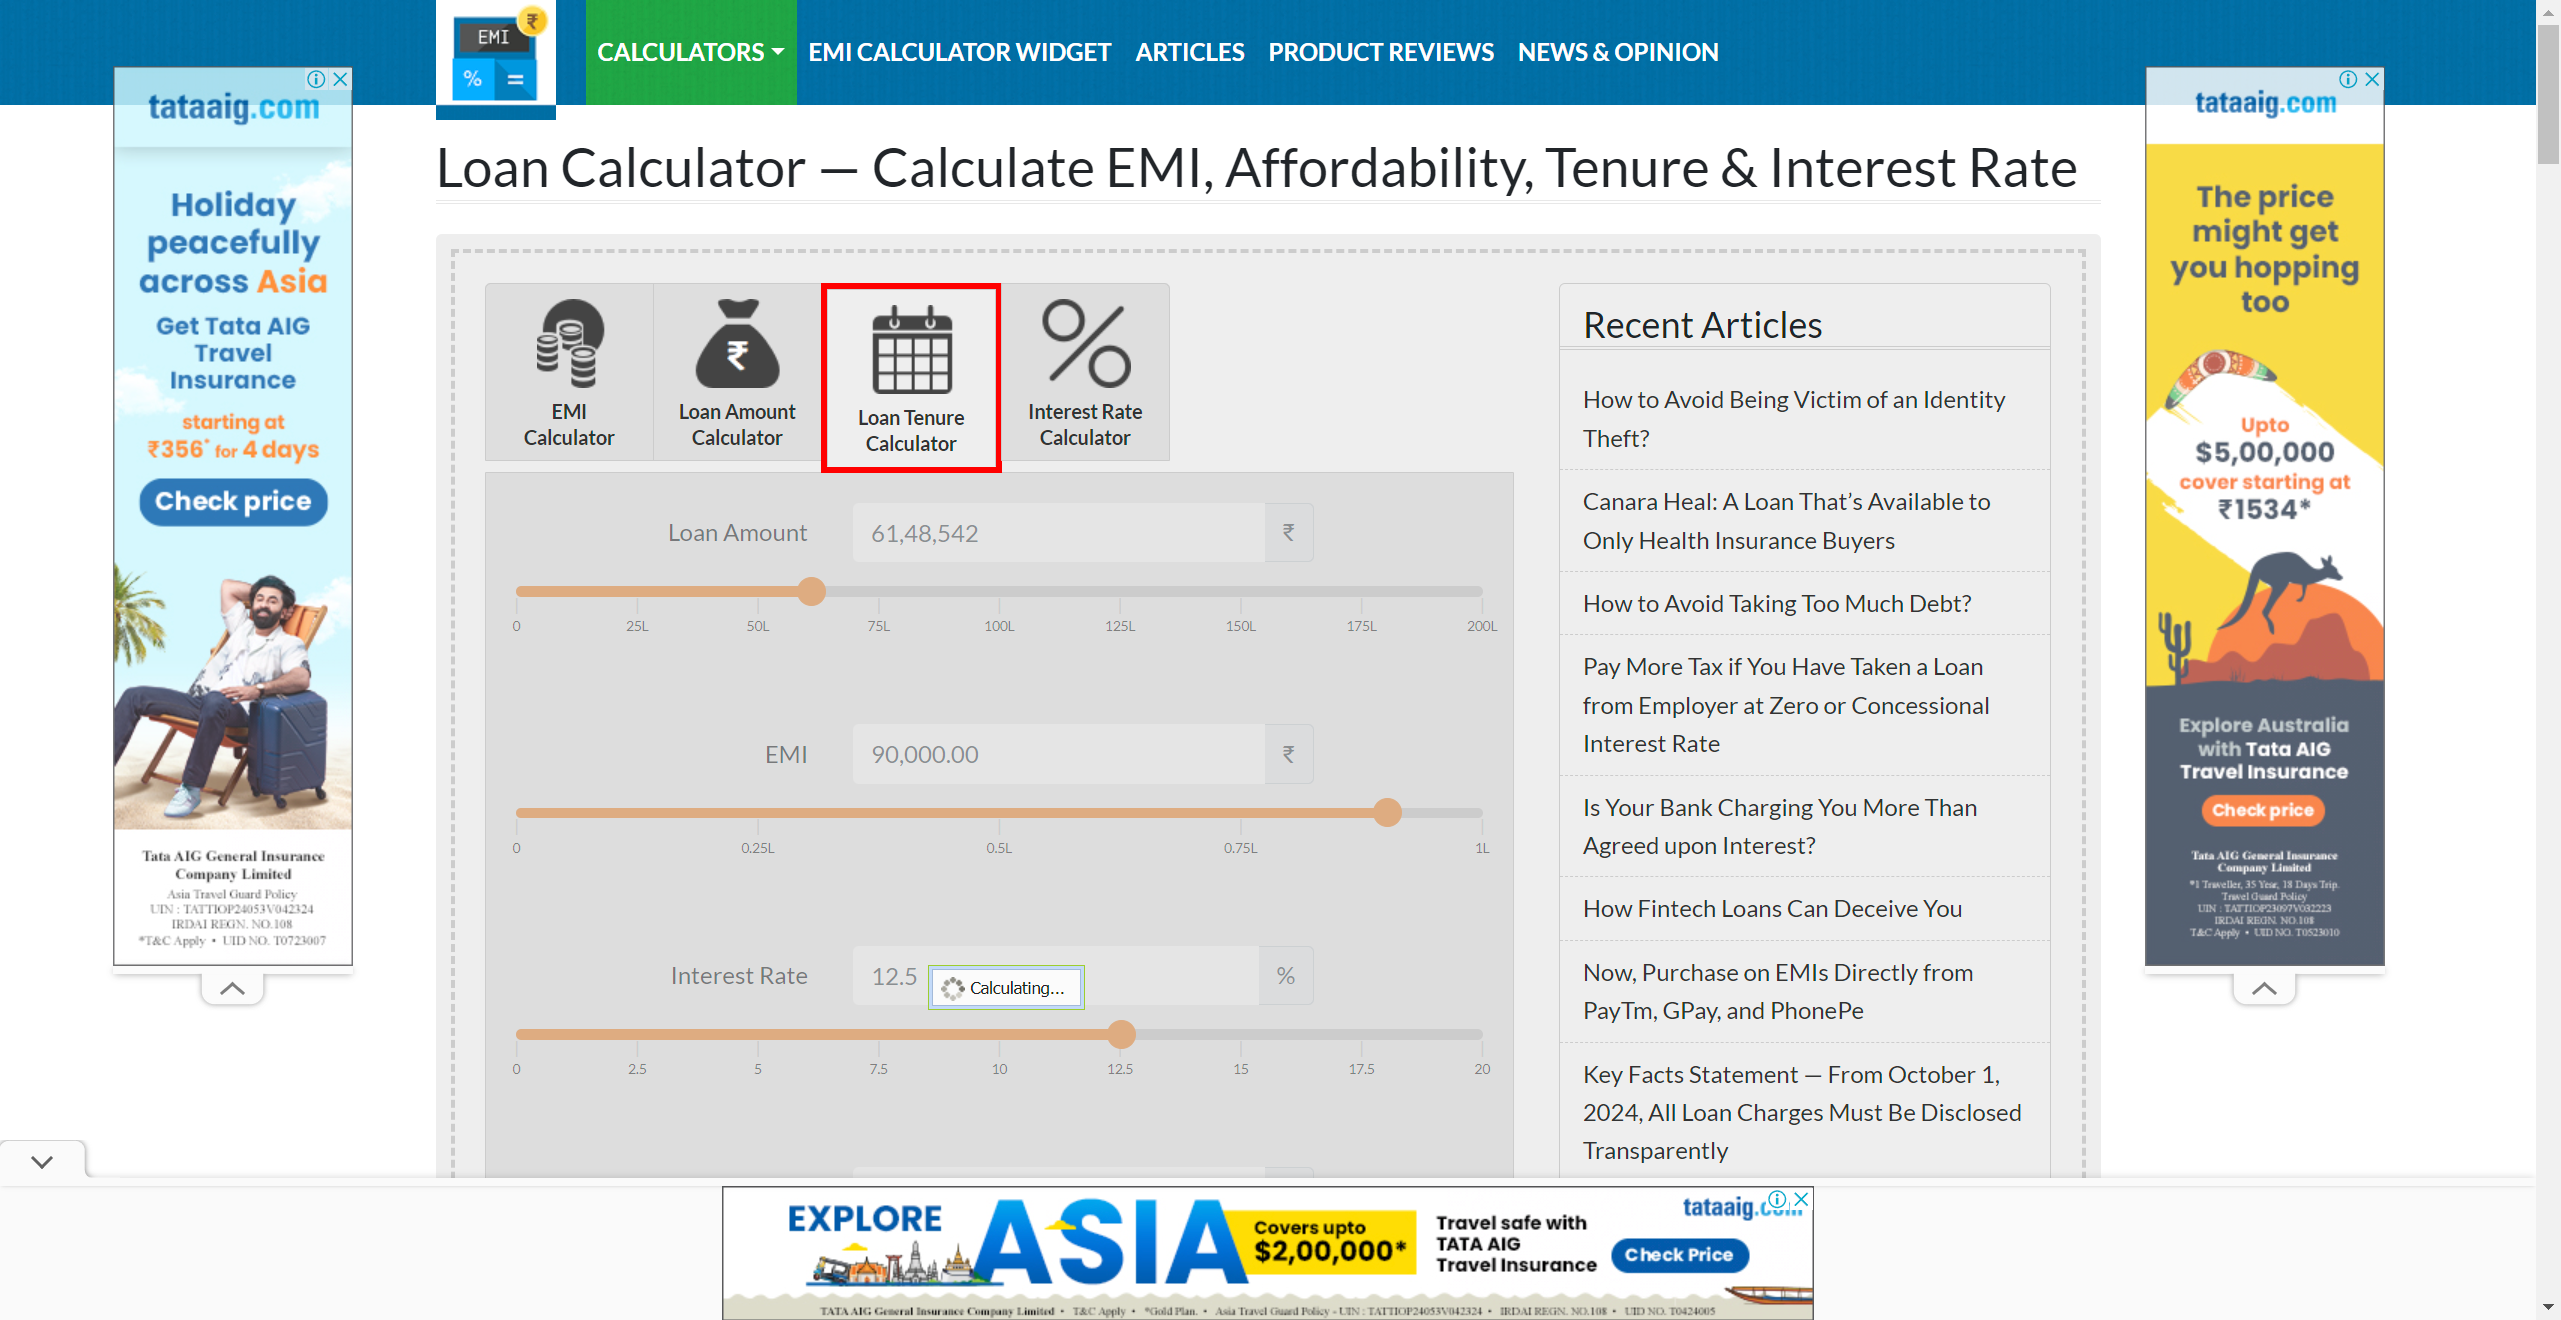 EMI
₹
%
=
CALCULATORS
EMI CALCULATOR WIDGET
ARTICLES
PRODUCT REVIEWS
NEWS & OPINION
tataaig.com
Holiday
peacefully
across Asia
Get Tata AIG
Travel
Insurance
starting at
₹356* for 4 days
Check price
Tata AIG General Insurance
Company Limited
Asia Travel Guard Policy
UIN : TATTIOP24053V042324
IRDAI REGN. NO.108
*T&C Apply • UID NO. T0723007
Loan Calculator — Calculate EMI, Affordability, Tenure & Interest Rate
EMI
Calculator
₹
Loan Amount
Calculator
Loan Tenure
Calculator
Interest Rate
Calculator
Loan Amount
61,48,542
₹
0 25L 50L 75L 100L 125L 150L 175L 200L
EMI
90,000.00
₹
0 0.25L 0.5L 0.75L 1L
Interest Rate
12.5
Calculating...
%
0 2.5 5 7.5 10 12.5 15 17.5 20
Recent Articles
How to Avoid Being Victim of an Identity
Theft?
Canara Heal: A Loan That’s Available to
Only Health Insurance Buyers
How to Avoid Taking Too Much Debt?
Pay More Tax if You Have Taken a Loan
from Employer at Zero or Concessional
Interest Rate
Is Your Bank Charging You More Than
Agreed upon Interest?
How Fintech Loans Can Deceive You
Now, Purchase on EMIs Directly from
PayTm, GPay, and PhonePe
Key Facts Statement — From October 1,
2024, All Loan Charges Must Be Disclosed
Transparently
tataaig.com
The price
might get
you hopping
too
Upto
$5,00,000
cover starting at
₹1534*
Explore Australia
with Tata AIG
Travel Insurance
Check price
Tata AIG General Insurance
Company Limited
*1 Traveller, 35 Year, 18 Days Trip.
Travel Guard Policy
UIN : TATTIOP23097V032223
IRDAI REGN. NO.108
T&C Apply • UID NO. T0523010
EXPLORE ASIA
Covers upto
$2,00,000*
Travel safe with
TATA AIG
Travel Insurance
tataaig.com
Check Price
TATA AIG General Insurance Company Limited • T&C Apply • *Gold Plan. • Asia Travel Guard Policy - UIN : TATTIOP24053V042324 • IRDAI REGN. NO.108 • UID NO. T0424005